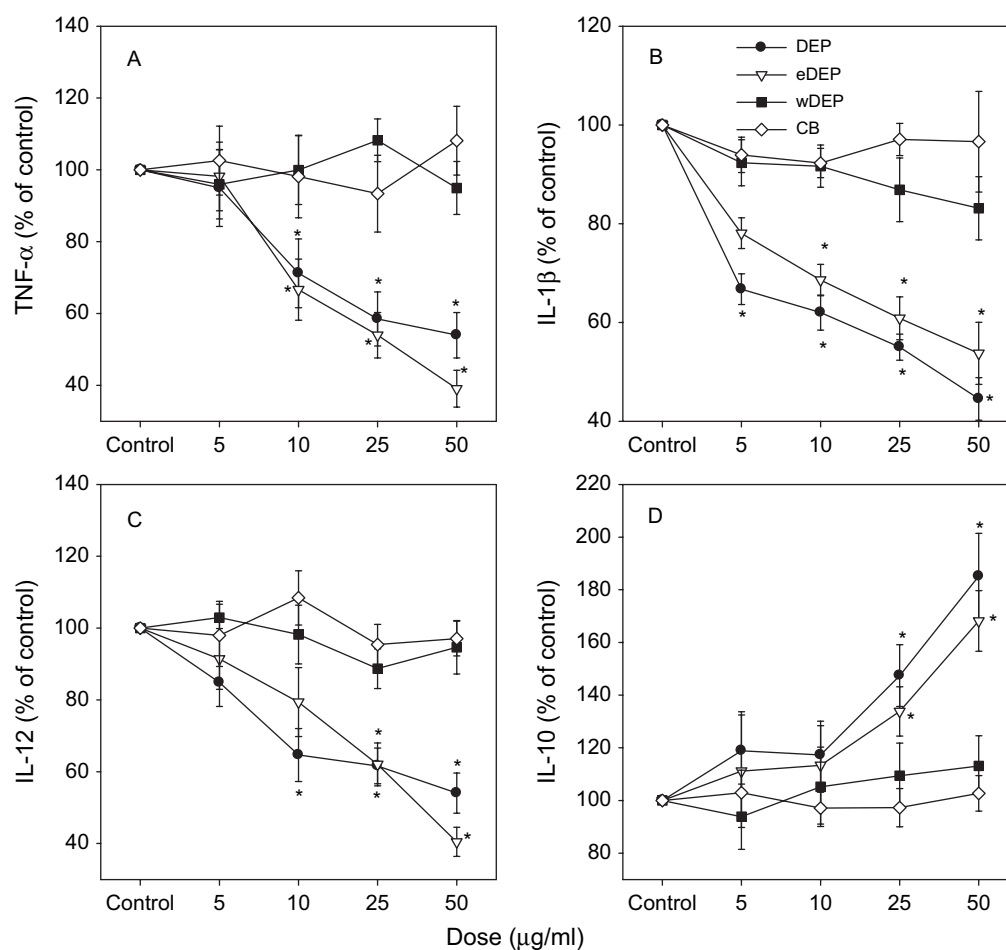 A
TNF-α (% of control)
140
120
100
80
60
40
*
*
*
*
*
*
Control 5 10 25 50
B
IL-1β (% of control)
120
100
80
60
40
DEP
eDEP
wDEP
CB
*
*
*
*
*
*
*
Control 5 10 25 50
C
IL-12 (% of control)
140
120
100
80
60
40
*
*
*
*
*
Control 5 10 25 50
D
IL-10 (% of control)
220
200
180
160
140
120
100
80
*
*
*
*
Control 5 10 25 50
Dose (μg/ml)